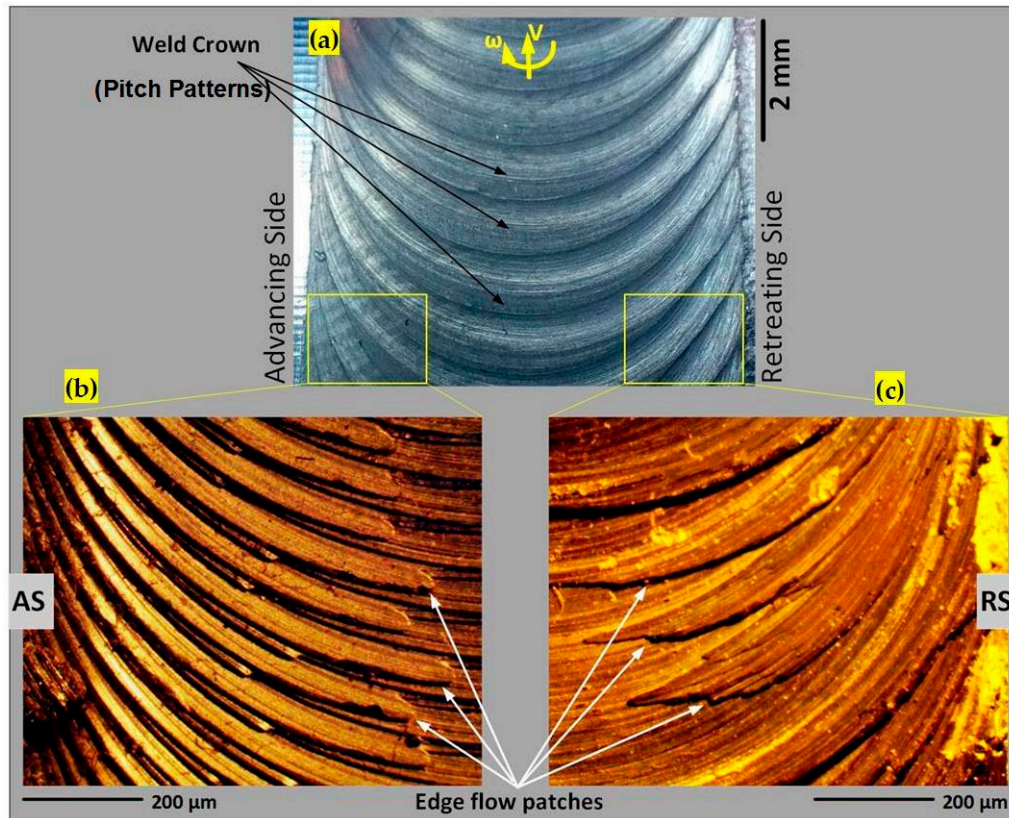 (a)
Weld Crown
(Pitch Patterns)
ω
V
2 mm
Advancing Side
Retreating Side
(b)
(c)
AS
RS
200 μm
Edge flow patches
200 μm